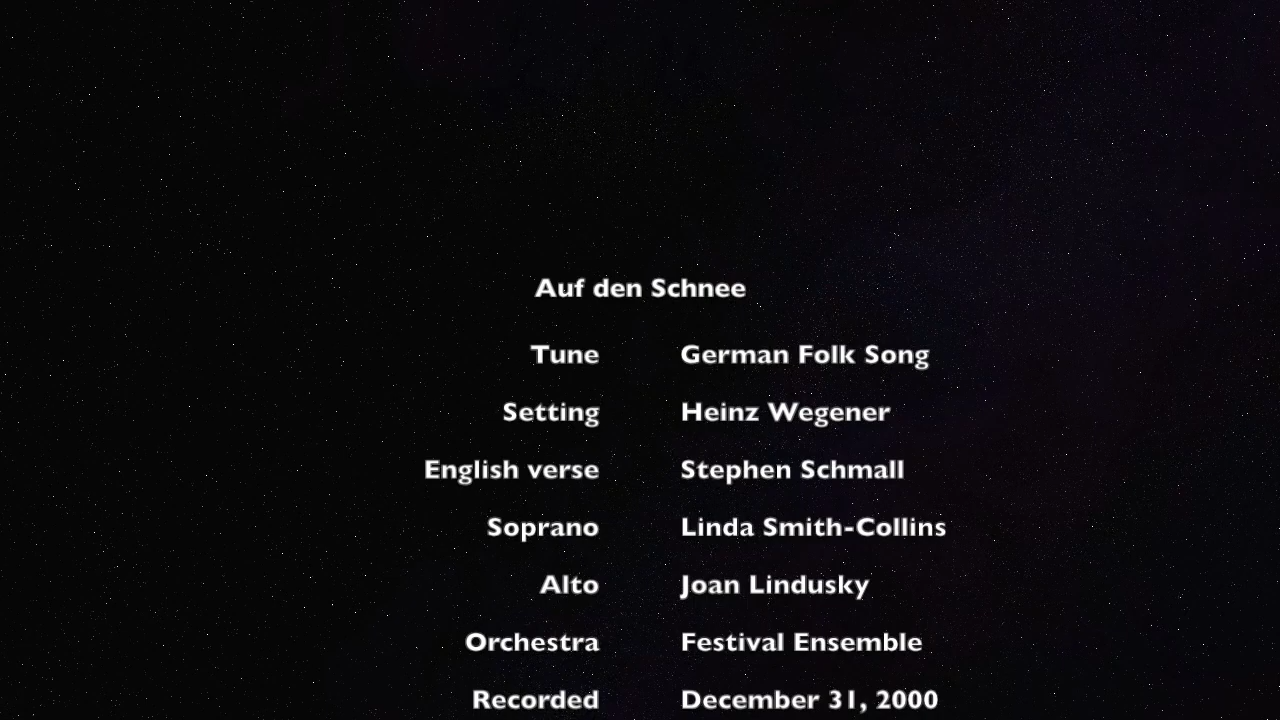 Auf den Schnee
Tune German Folk Song
Setting Heinz Wegener
English verse Stephen Schmall
Soprano Linda Smith-Collins
Alto Joan Lindusky
Orchestra Festival Ensemble
Recorded December 31, 2000